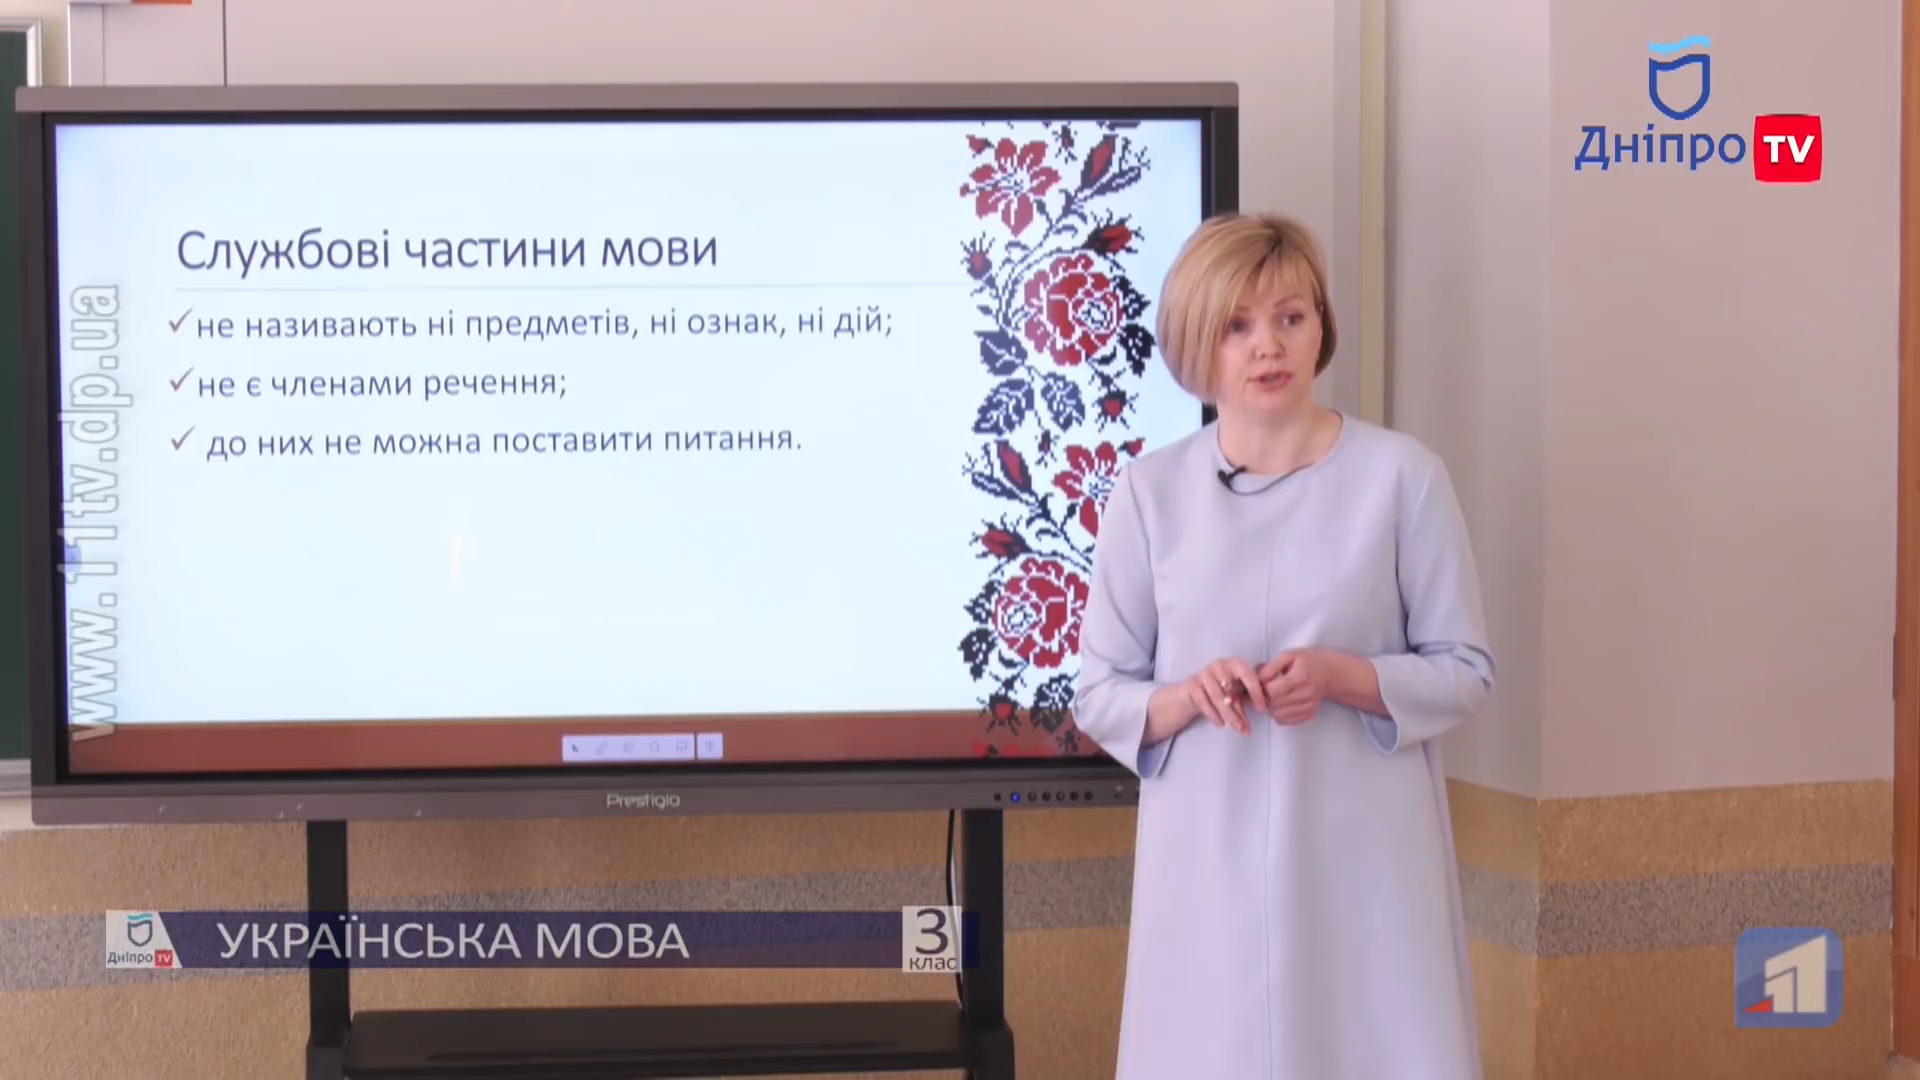 Дніпро TV
Службові частини мови
не називають ні предметів, ні ознак, ні дій;
не є членами речення;
до них не можна поставити питання.
www.11tv.dp.ua
Prestigio
Дніпро TV
УКРАЇНСЬКА МОВА
3
клас
11